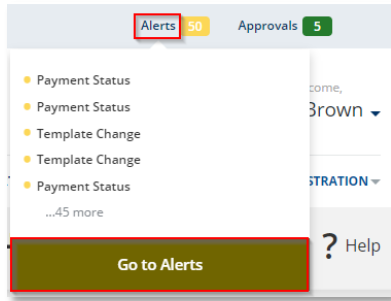 Alerts 50 Approvals 5
Payment Status
Payment Status
Template Change
Template Change
Payment Status
...45 more
Go to Alerts
come,
Brown
STRATION
? Help